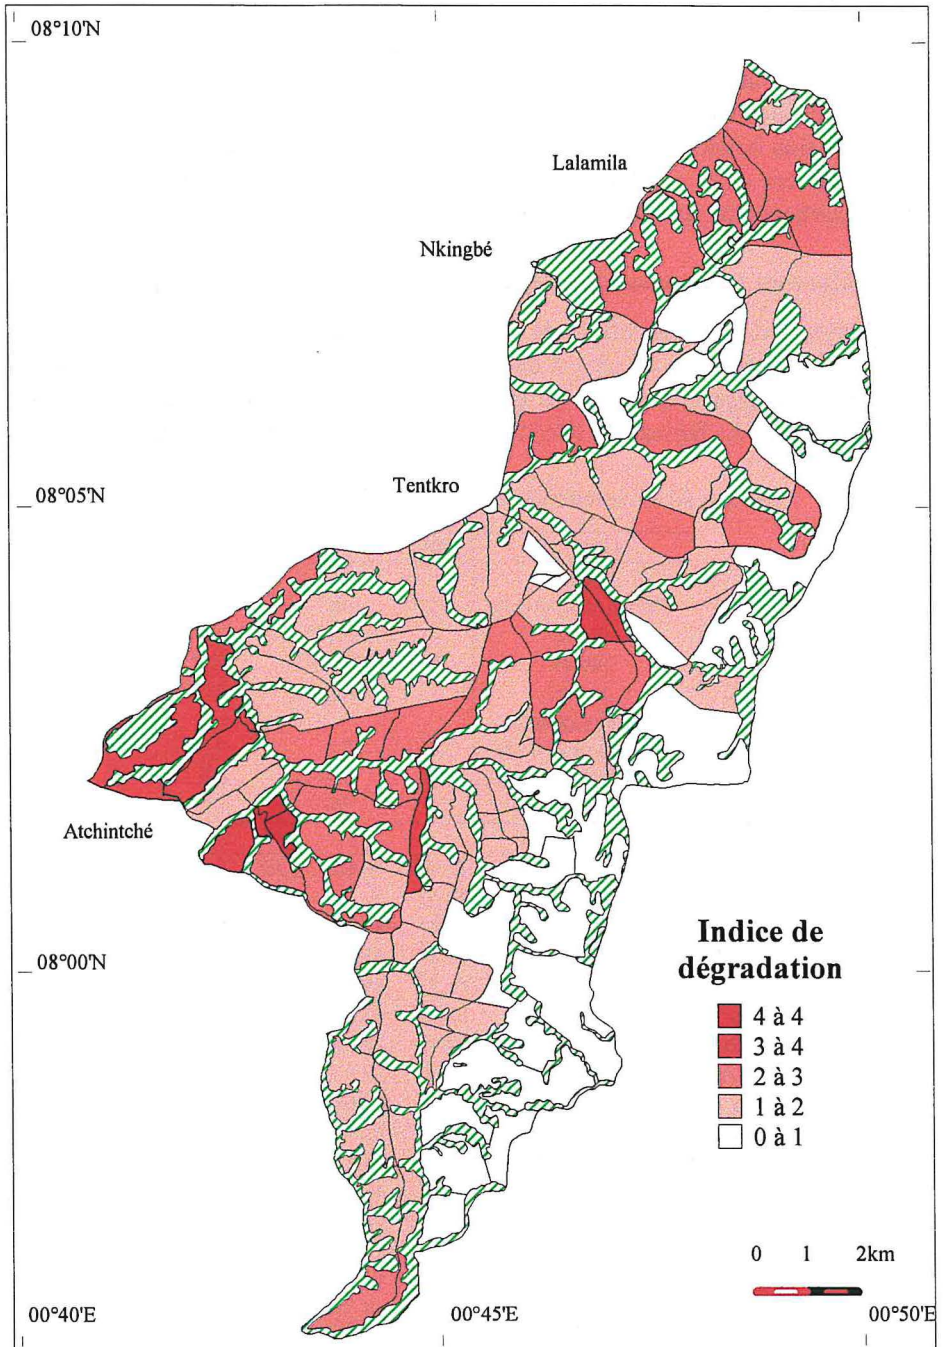 08°10'N
Lalamila
Nkingbé
Tentkro
08°05'N
Atchintché
08°00'N
Indice de
dégradation
4 à 4
3 à 4
2 à 3
1 à 2
0 à 1
0 1 2km
00°40'E 00°45'E 00°50'E